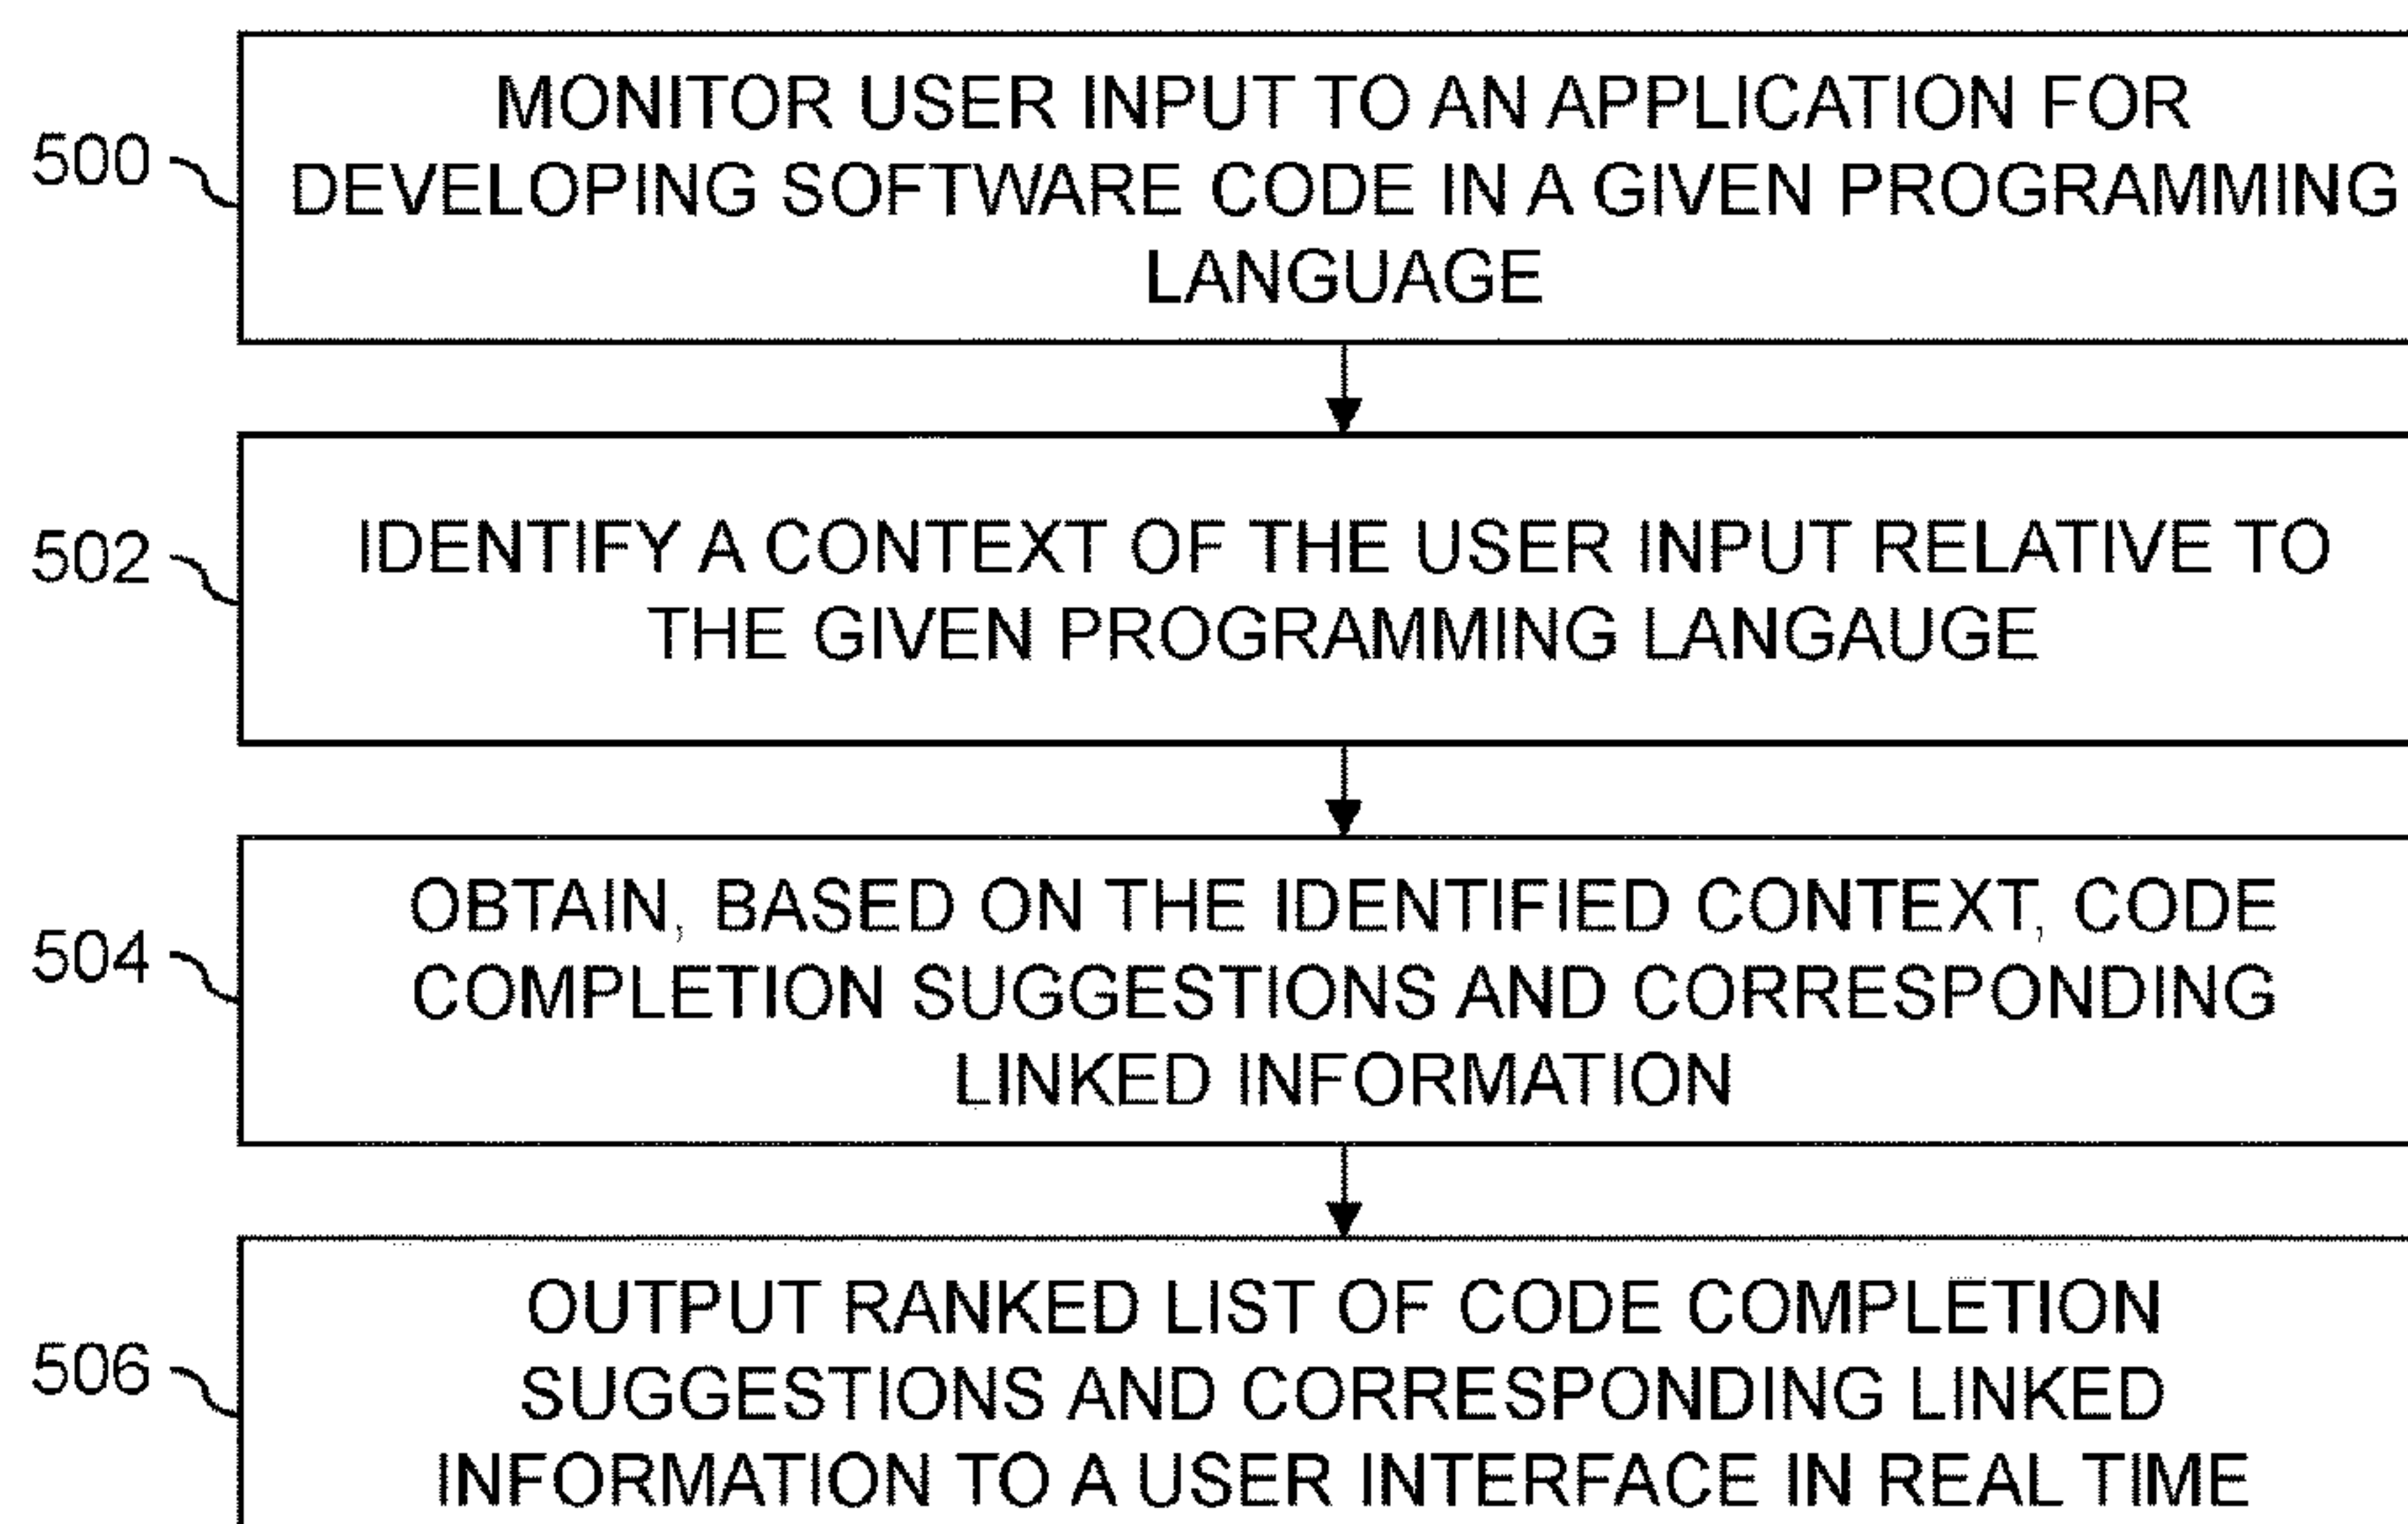 MONITOR USER INPUT TO AN APPLICATION FOR
500
DEVELOPING SOFTWARE CODE IN A GIVEN PROGRAMMING
LANGUAGE
502
IDENTIFY A CONTEXT OF THE USER INPUT RELATIVE TO
THE GIVEN PROGRAMMING LANGAUGE
504
OBTAIN, BASED ON THE IDENTIFIED CONTEXT, CODE
COMPLETION SUGGESTIONS AND CORRESPONDING
LINKED INFORMATION
506
OUTPUT RANKED LIST OF CODE COMPLETION
SUGGESTIONS AND CORRESPONDING LINKED
INFORMATION TO A USER INTERFACE IN REAL TIME